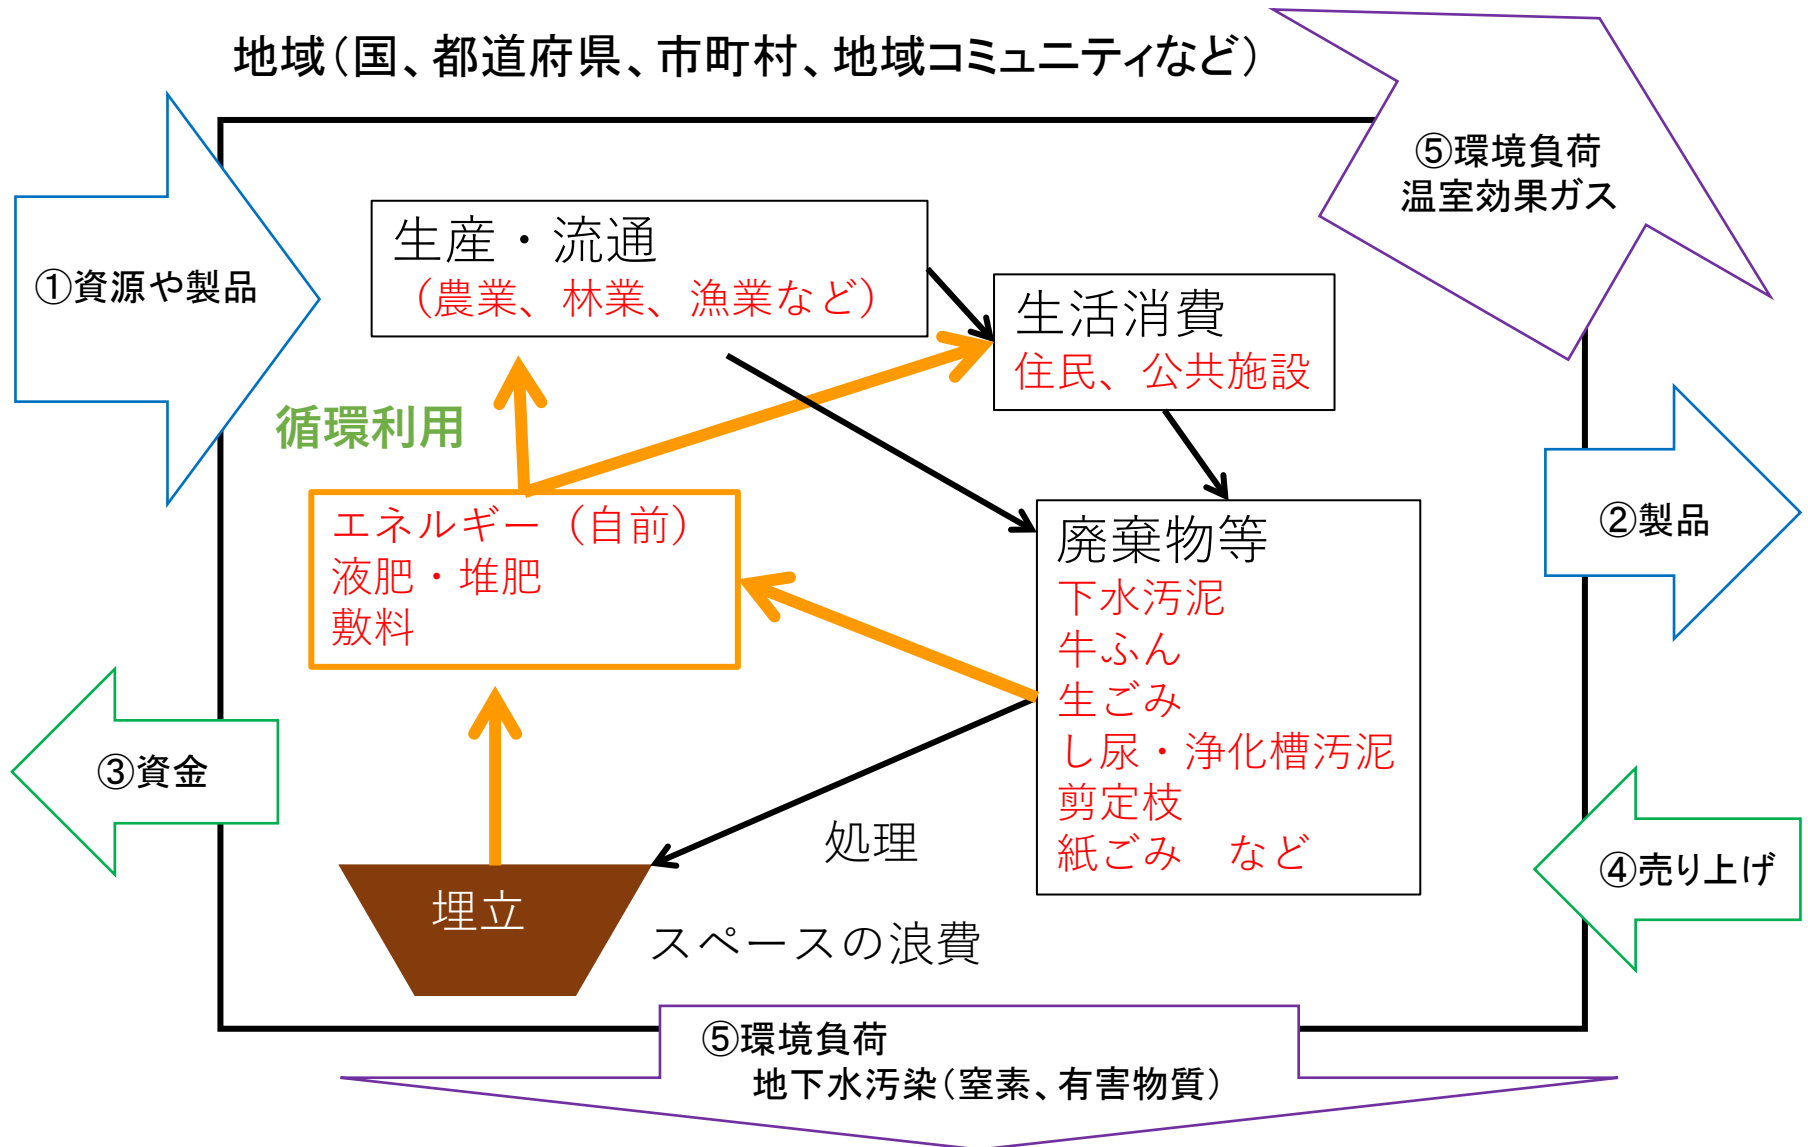 地域（国、都道府県、市町村、地域コミュニティなど）
⑤環境負荷
温室効果ガス
①資源や製品
生産・流通
（農業、林業、漁業など）
生活消費
住民、公共施設
循環利用
エネルギー（自前）
液肥・堆肥
敷料
廃棄物等
下水汚泥
牛ふん
生ごみ
し尿・浄化槽汚泥
剪定枝
紙ごみ　など
②製品
③資金
処理
④売り上げ
埋立
スペースの浪費
⑤環境負荷
地下水汚染（窒素、有害物質）